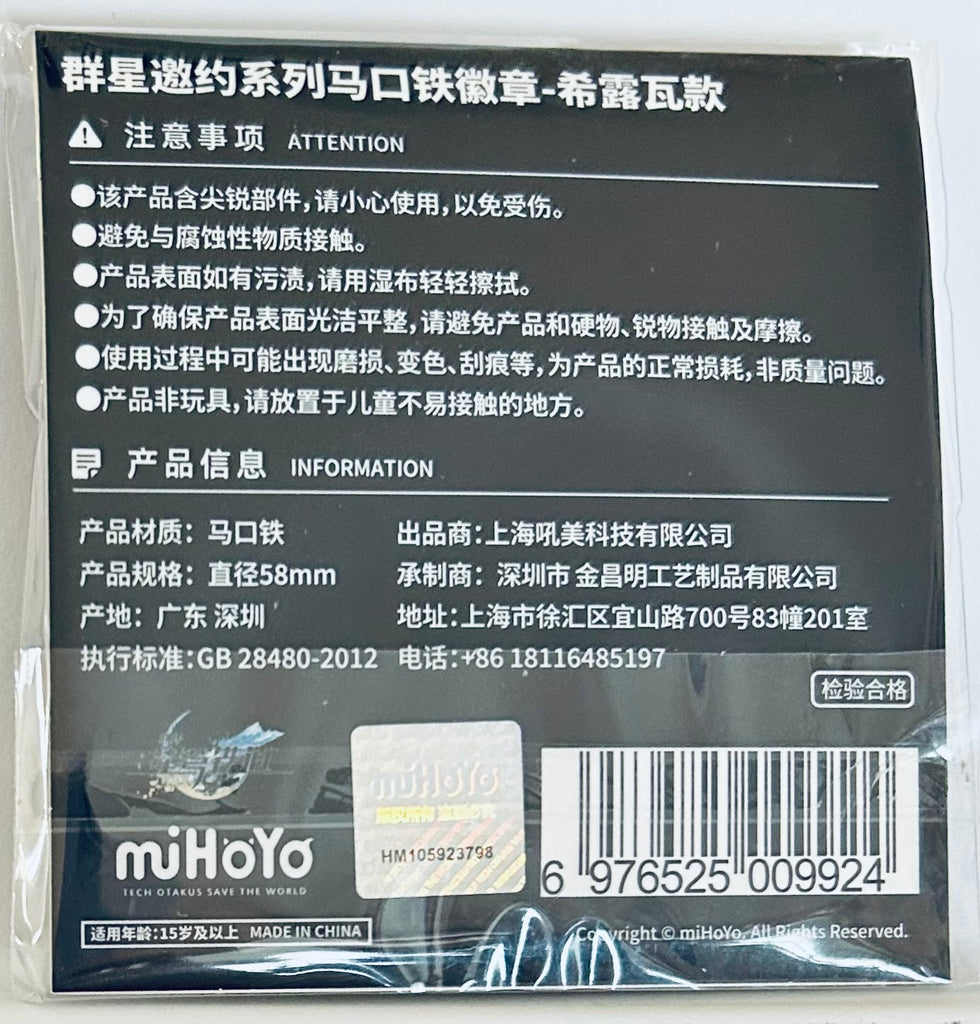 群星邀约系列马口铁徽章-希露瓦款
注意事项 ATTENTION
●该产品含尖锐部件,请小心使用,以免受伤。
●避免与腐蚀性物质接触。
●产品表面如有污渍,请用湿布轻轻擦拭。
●为了确保产品表面光洁平整,请避免产品和硬物、锐物接触及摩擦。
●使用过程中可能出现磨损、变色、刮痕等,为产品的正常损耗,非质量问题。
●产品非玩具,请放置于儿童不易接触的地方。
产品信息 INFORMATION
产品材质：马口铁 出品商：上海吼美科技有限公司
产品规格：直径58mm 承制商：深圳市 金昌明工艺制品有限公司
产地：广东 深圳 地址：上海市徐汇区宜山路700号83幢201室
执行标准：GB 28480-2012 电话：+86 18116485197
检验合格
miHoYo
TECH OTAKUS SAVE THE WORLD
miHoYo
版权所有 盗版必究
HM105923798
6 976525 009924
适用年龄:15岁及以上 MADE IN CHINA
Copyright © miHoYo. All Rights Reserved.